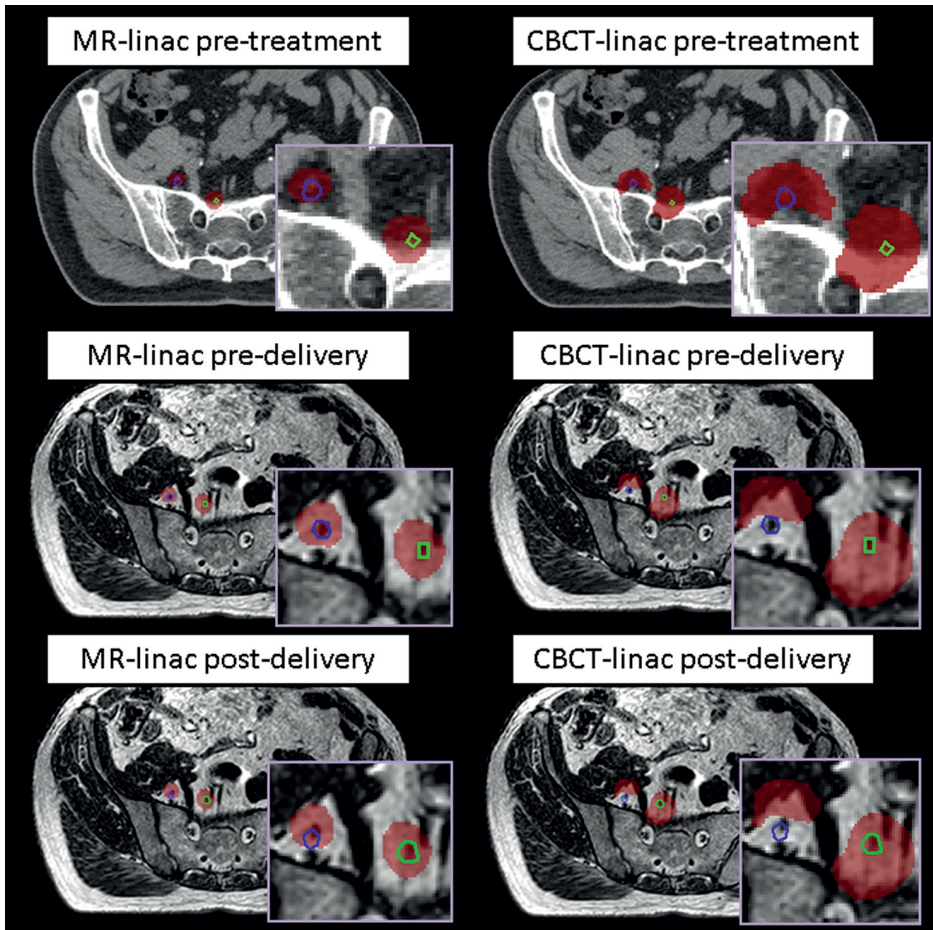 MR-linac pre-treatment
CBCT-linac pre-treatment
MR-linac pre-delivery
CBCT-linac pre-delivery
MR-linac post-delivery
CBCT-linac post-delivery